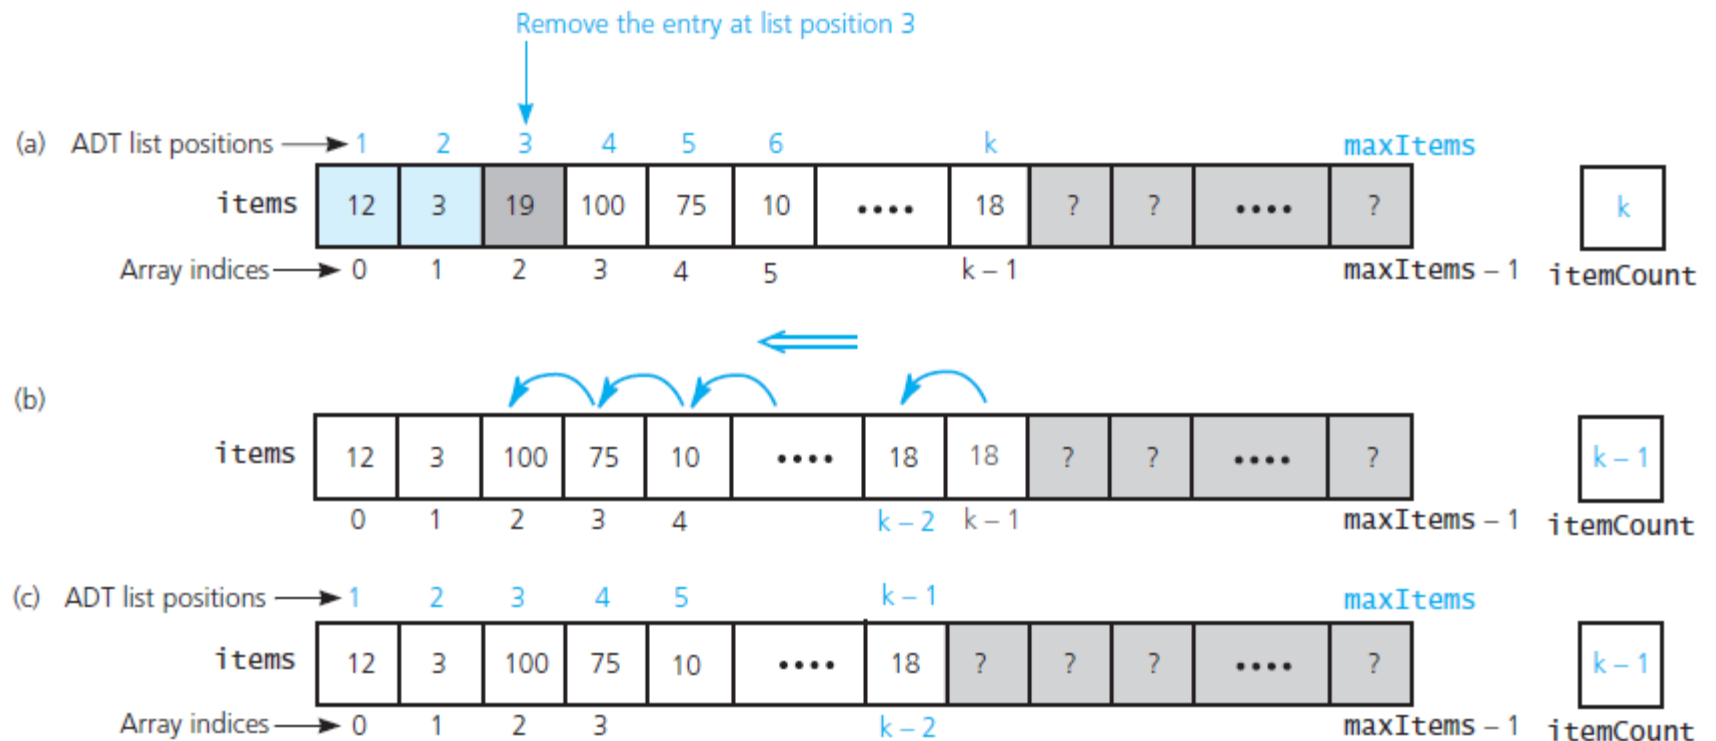 Remove the entry at list position 3
(a) ADT list positions 1 2 3 4 5 6 k maxItems
items 12 3 19 100 75 10 •••• 18 ? ? •••• ? k
Array indices 0 1 2 3 4 5 k – 1 maxItems – 1 itemCount
(b)
items 12 3 100 75 10 •••• 18 18 ? ? •••• ? k – 1
0 1 2 3 4 k – 2 k – 1 maxItems – 1 itemCount
(c) ADT list positions 1 2 3 4 5 k – 1 maxItems
items 12 3 100 75 10 •••• 18 ? ? ? •••• ? k – 1
Array indices 0 1 2 3 k – 2 maxItems – 1 itemCount